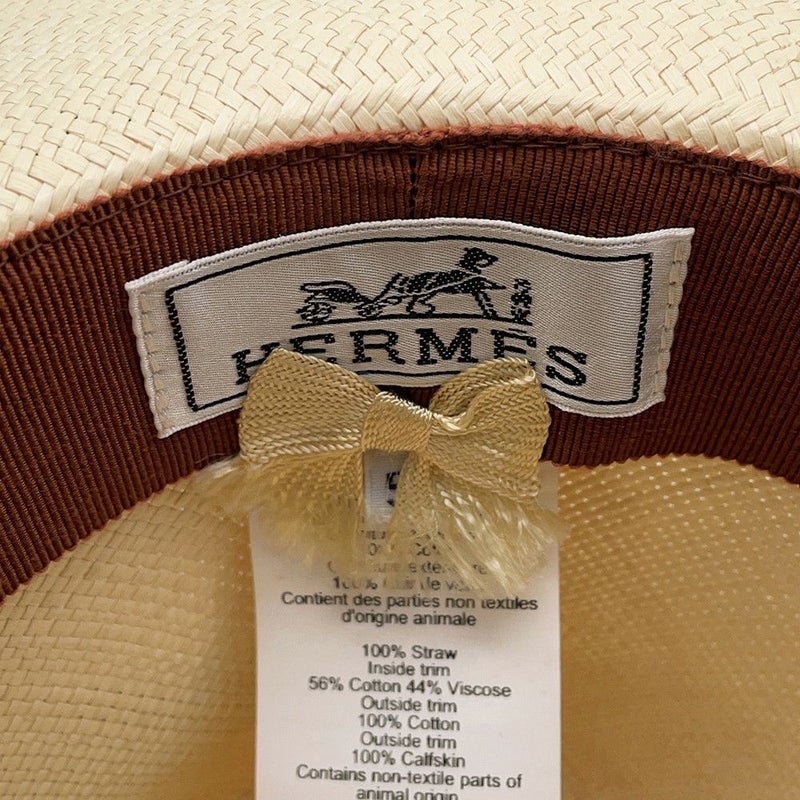 HERMES
100%
Contient des parties non textiles
d'origine animale
100% Straw
Inside trim
56% Cotton 44% Viscose
Outside trim
100% Cotton
Outside trim
100% Calfskin
Contains non-textile parts of
animal origin